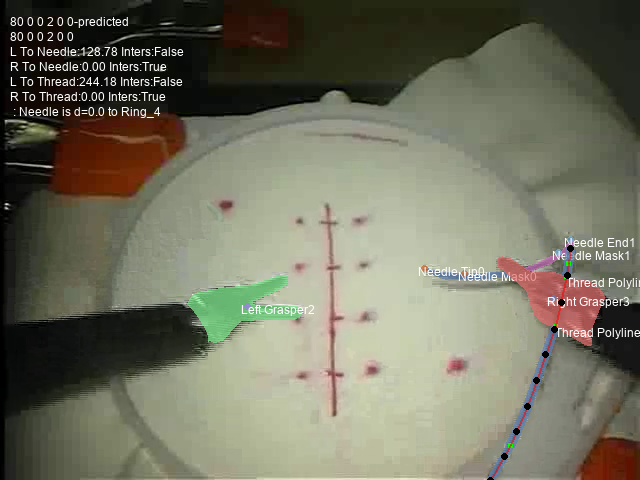 80 0 0 2 0 0-predicted
80 0 0 2 0 0
L To Needle:128.78 Inters:False
R To Needle:0.00 Inters:True
L To Thread:244.18 Inters:False
R To Thread:0.00 Inters:True
: Needle is d=0.0 to Ring_4
Needle End1
Needle Mask1
Needle Tip0
Needle Mask0
Thread Polylin
Right Grasper3
Left Grasper2
Thread Polyline